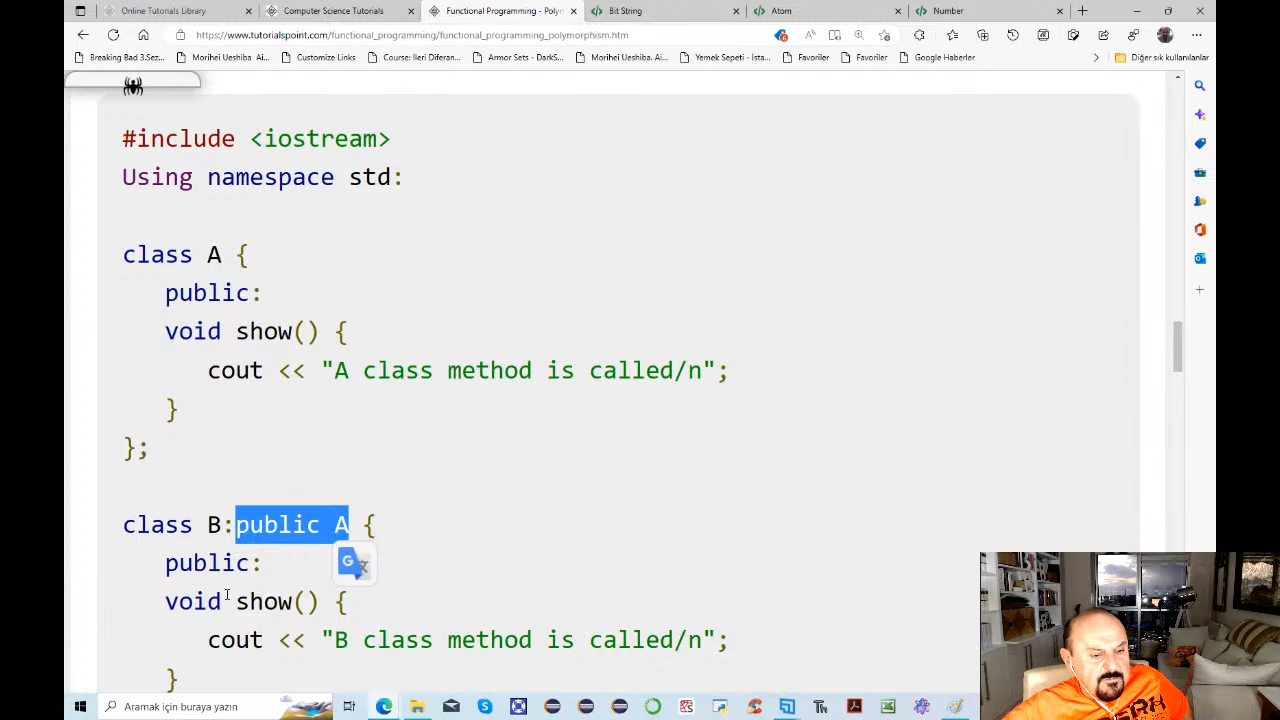 Online Tutorials Library
Computer Science Tutorials
Functional Programming - Polym
Bit String
Atom
Number
https://www.tutorialspoint.com/functional_programming/functional_programming_polymorphism.htm
Breaking Bad 3.Sez...
Morihei Ueshiba. Ai...
Customize Links
Course: Ileri Diferan...
Armor Sets - DarkS...
Morihei Ueshiba. Ai...
Yemek Sepeti - İsta...
Favoriler
Favoriler
Google Haberler
Diğer sık kullanılanlar
#include <iostream>
Using namespace std:
class A {
public:
void show() {
cout << "A class method is called/n";
}
};
class B:public A {
public:
void show() {
cout << "B class method is called/n";
}
Aramak için buraya yazın